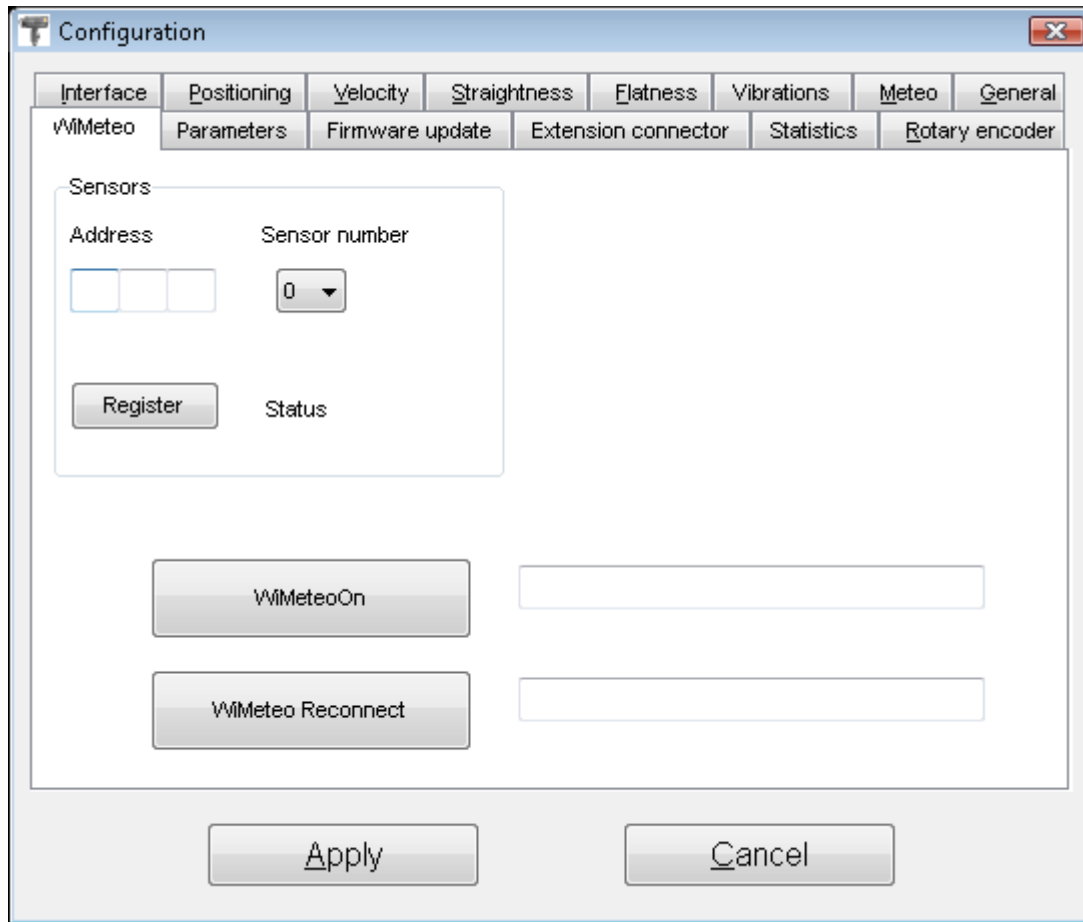 Configuration
Interface Positioning Velocity Straightness Flatness Vibrations Meteo General
WiMeteo Parameters Firmware update Extension connector Statistics Rotary encoder
Sensors
Address Sensor number
0
Register Status
WiMeteoOn
WiMeteo Reconnect
Apply Cancel